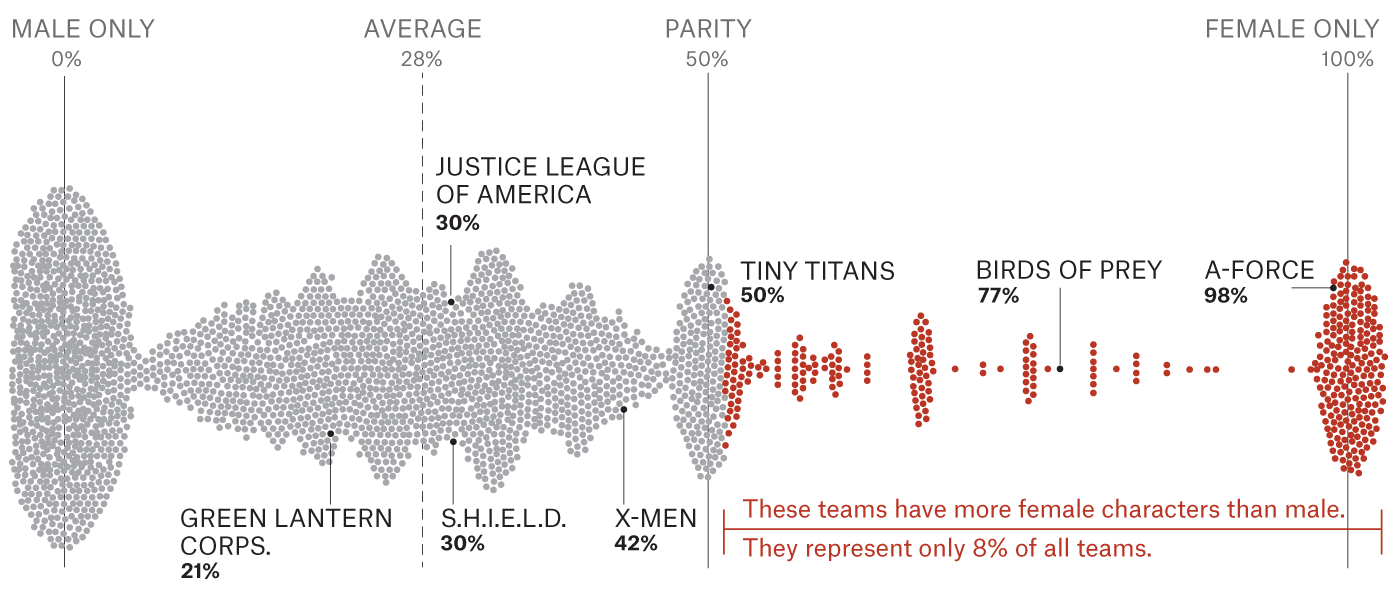 MALE ONLY
0%
AVERAGE
28%
PARITY
50%
FEMALE ONLY
100%
JUSTICE LEAGUE
OF AMERICA
30%
TINY TITANS
50%
BIRDS OF PREY
77%
A-FORCE
98%
GREEN LANTERN
CORPS.
21%
S.H.I.E.L.D.
30%
X-MEN
42%
These teams have more female characters than male.
They represent only 8% of all teams.